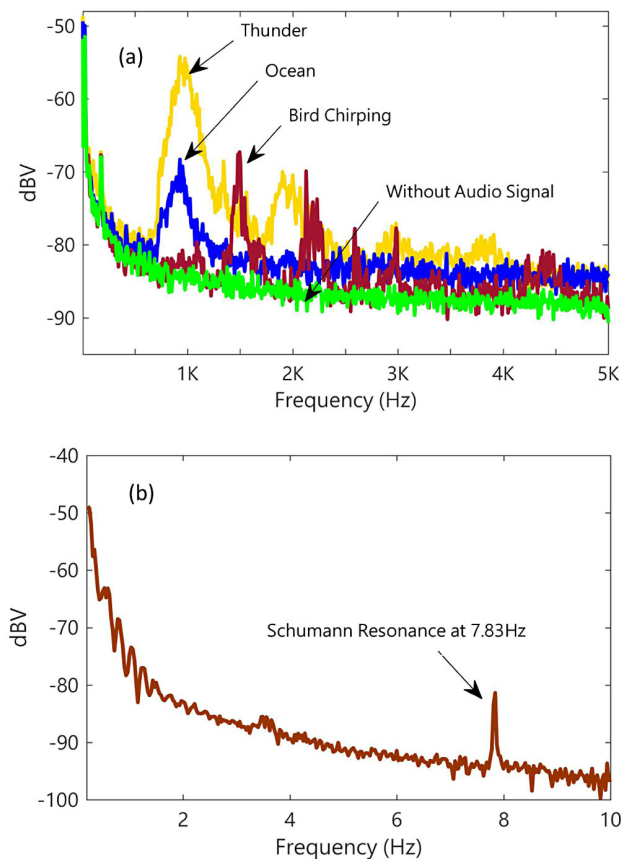 (a)
Thunder
Ocean
Bird Chirping
Without Audio Signal
dBV
-50
-60
-70
-80
-90
1K 2K 3K 4K 5K
Frequency (Hz)
(b)
Schumann Resonance at 7.83Hz
dBV
-40
-50
-60
-70
-80
-90
-100
2 4 6 8 10
Frequency (Hz)